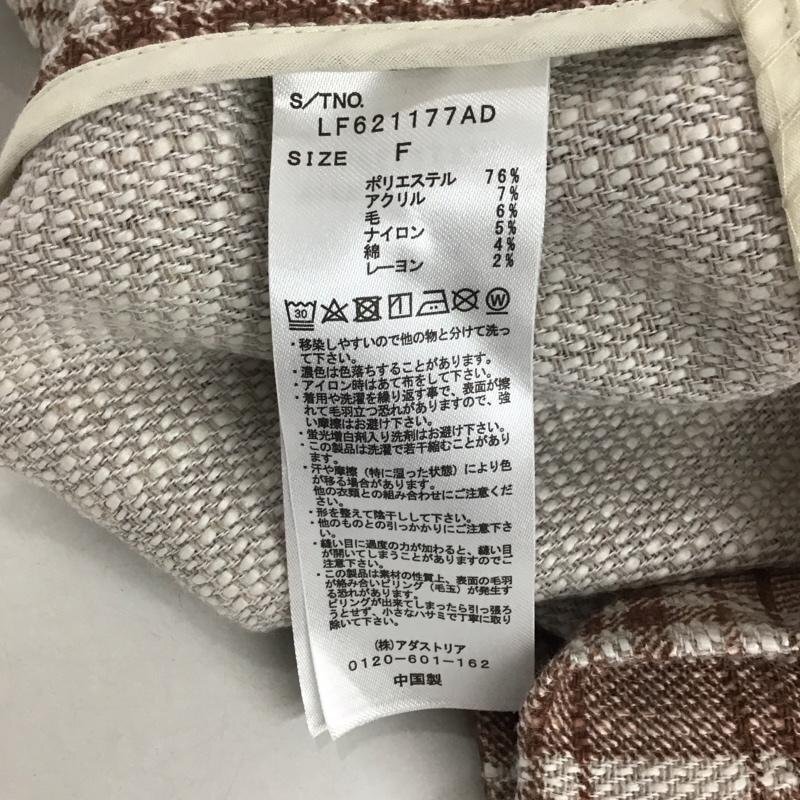 S/TNO.
LF621177AD
SIZE F
ポリエステル 76%
アクリル 7%
毛 6%
ナイロン 5%
綿 4%
レーヨン 2%
30 W
・移染しやすいので他の物と分けて洗っ
て下さい。
・濃色は色落ちすることがあります。
・アイロン時はあて布をして下さい。
・着用や洗濯を繰り返す事で、表面が擦
れて毛羽立つ恐れがありますので、強
い摩擦はお避け下さい。
・蛍光増白剤入り洗剤はお避け下さい。
・この製品は洗濯で若干縮むことがあり
ます。
・汗や摩擦（特に湿った状態）により色
が移る場合があります。
他の衣類との組み合わせにご注意くだ
さい。
・形を整えて陰干しして下さい。
・他のものとの引っかかりにご注意下さ
い。
・縫い目に過度の力が加わると、縫い目
が開いてしまうことがありますのでご
注意下さい。
・この製品は素材の性質上、表面の毛羽
が絡み合いピリング（毛玉）が発生す
る恐れがあります。
ピリングが出来てしまったら引っ張ろ
うとせず、小さなハサミで丁寧に取り
除いて下さい。
(株)アダストリア
0120-601-162
中国製